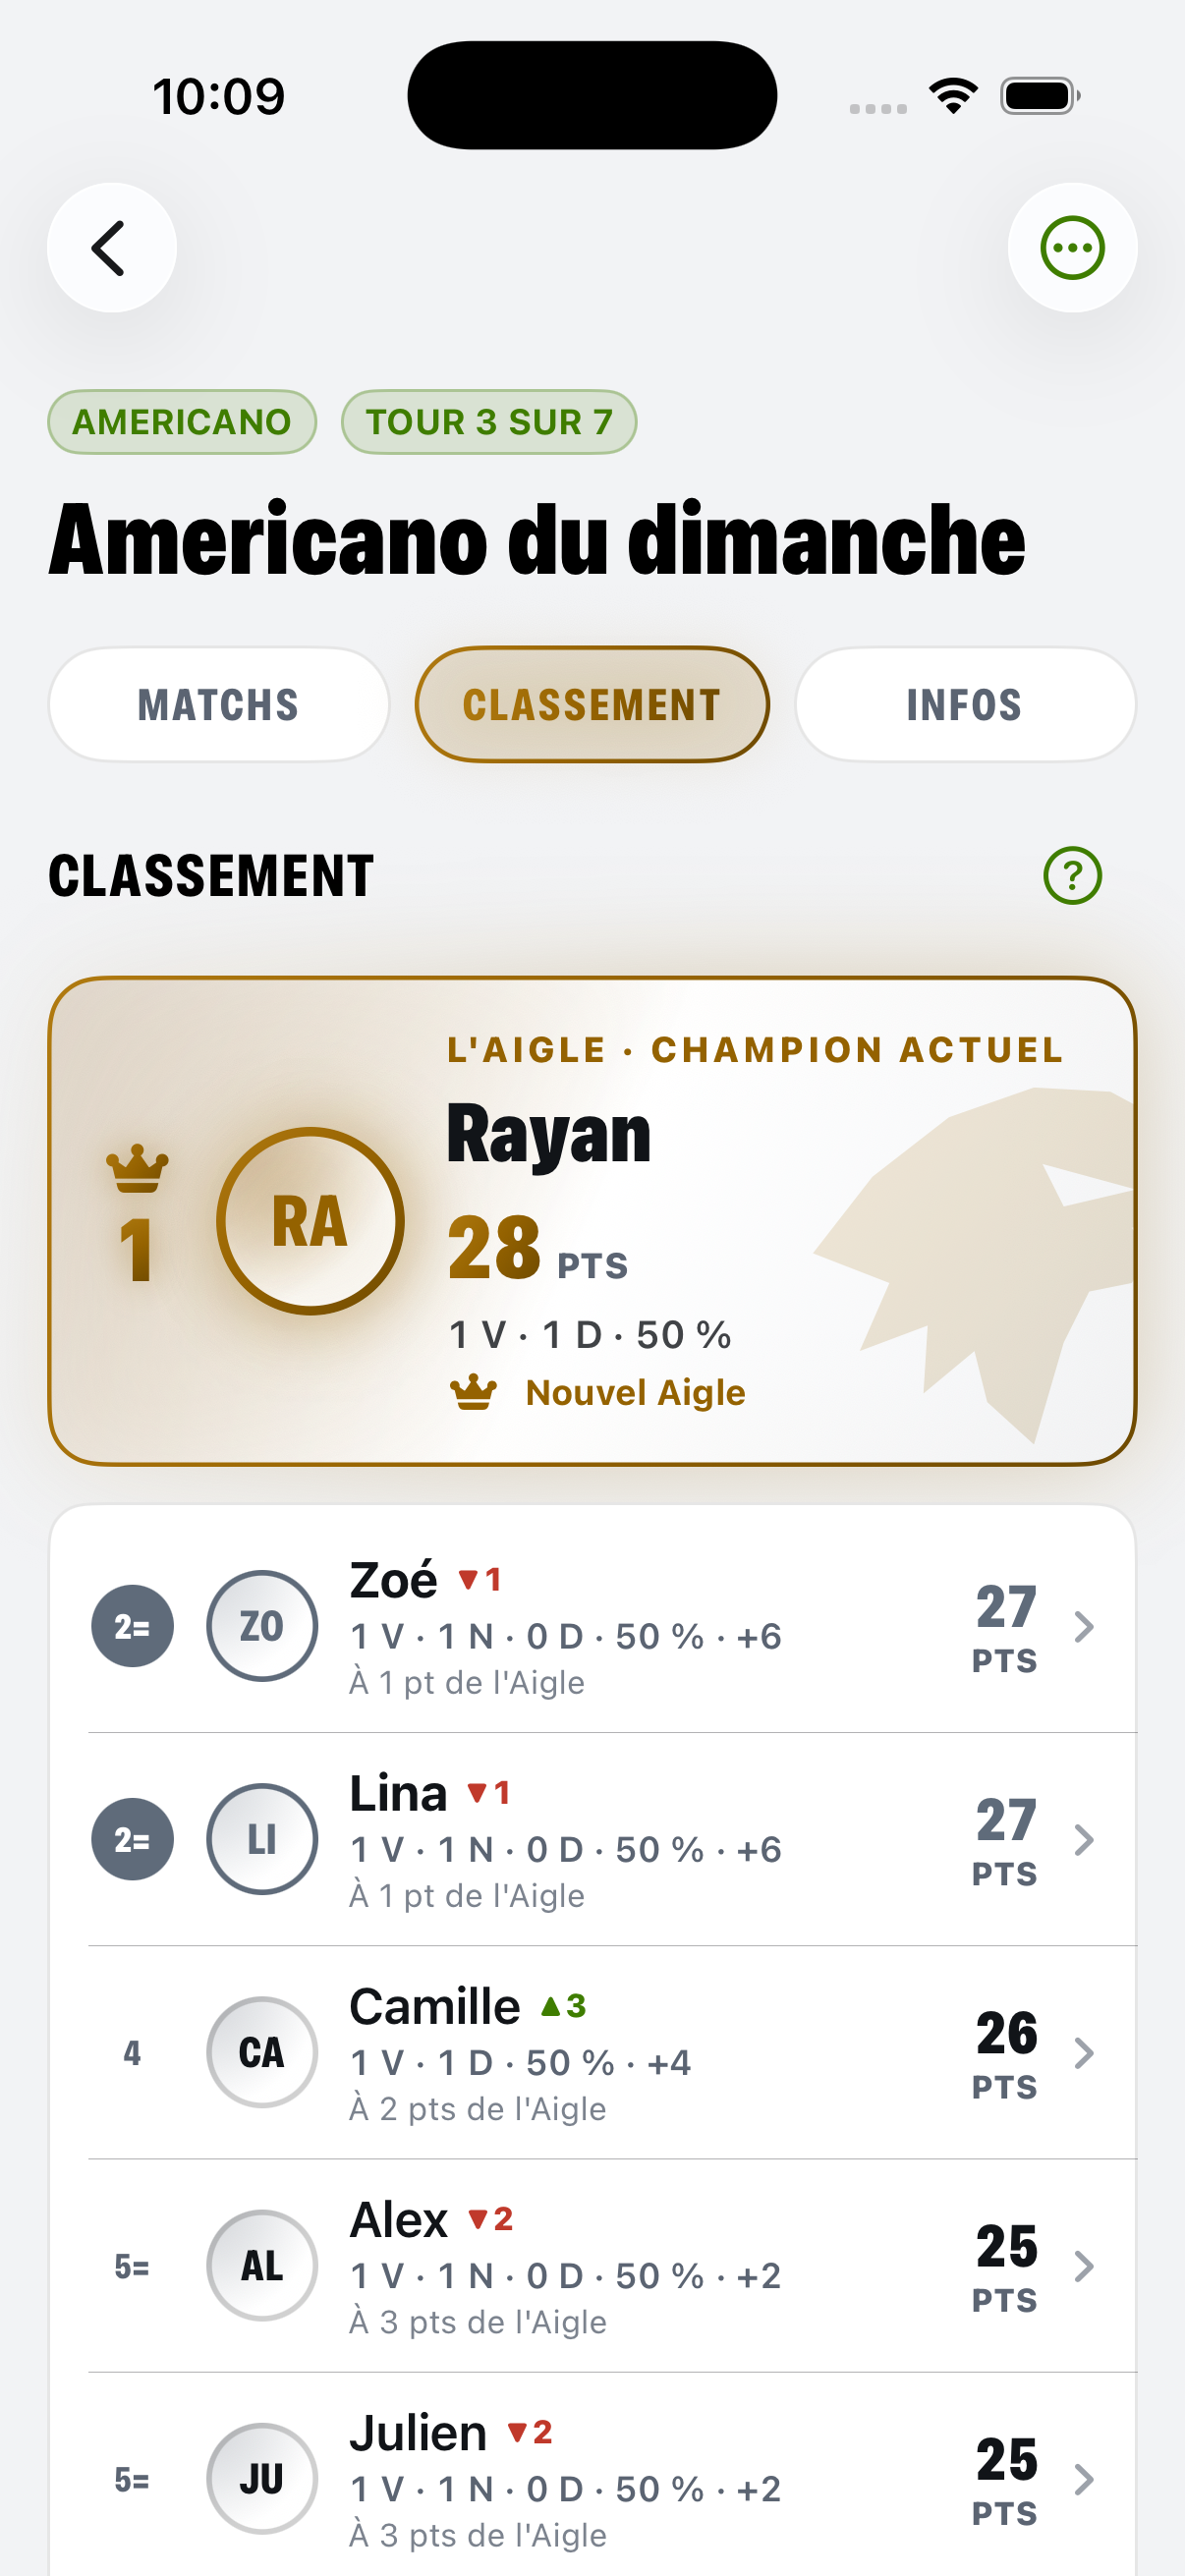 10:09
AMERICANO
TOUR 3 SUR 7
Americano du dimanche
MATCHS
CLASSEMENT
INFOS
CLASSEMENT
?
L'AIGLE · CHAMPION ACTUEL
1
RA
Rayan
28 PTS
1 V · 1 D · 50 %
Nouvel Aigle
2=
ZO
Zoé ▼1
1 V · 1 N · 0 D · 50 % · +6
À 1 pt de l'Aigle
27
PTS
2=
LI
Lina ▼1
1 V · 1 N · 0 D · 50 % · +6
À 1 pt de l'Aigle
27
PTS
4
CA
Camille ▲3
1 V · 1 D · 50 % · +4
À 2 pts de l'Aigle
26
PTS
5=
AL
Alex ▼2
1 V · 1 N · 0 D · 50 % · +2
À 3 pts de l'Aigle
25
PTS
5=
JU
Julien ▼2
1 V · 1 N · 0 D · 50 % · +2
À 3 pts de l'Aigle
25
PTS